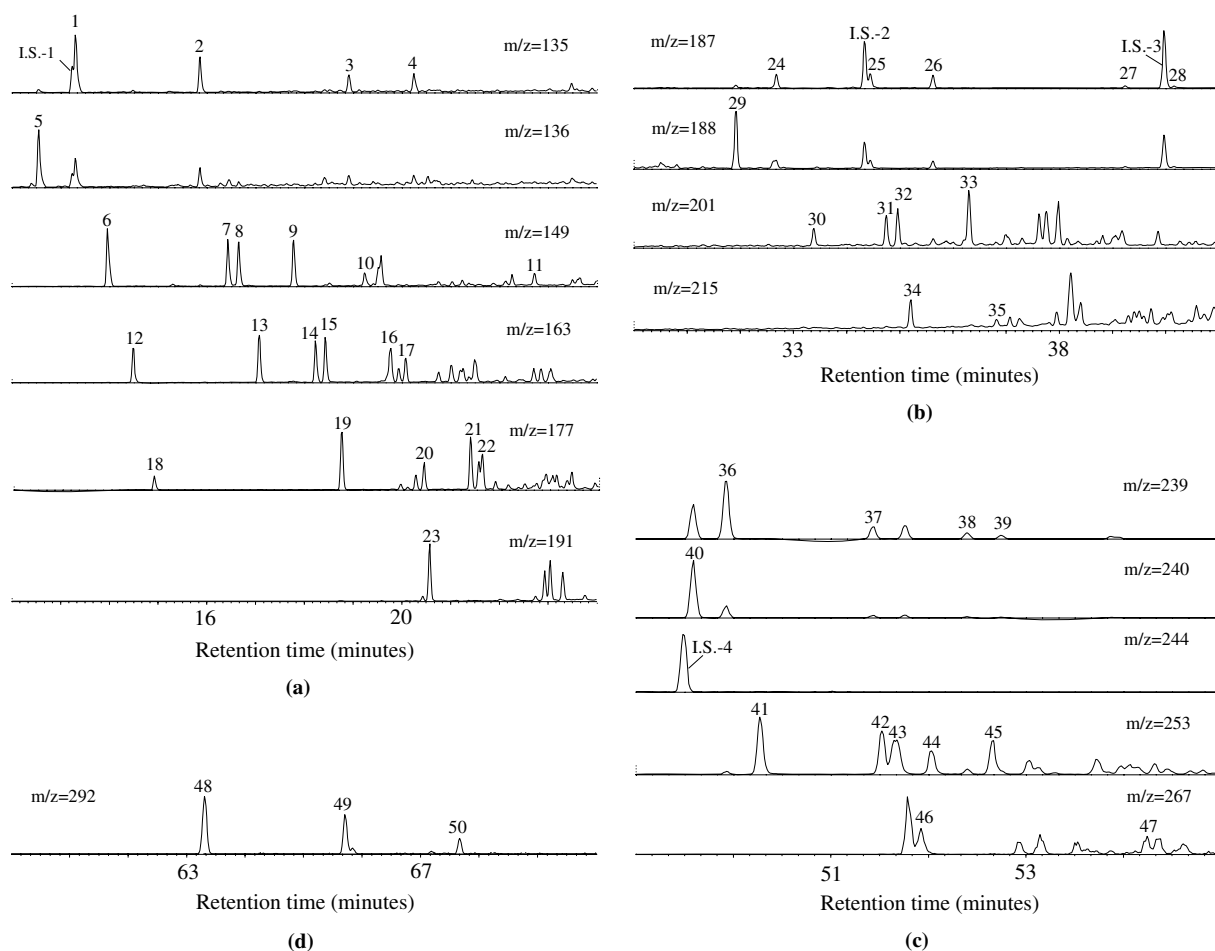 1
I.S.-1
2
3
4
m/z=135
5
m/z=136
6
7 8
9
10
11
m/z=149
12
13
14 15
16
17
m/z=163
18
19
20
21
22
m/z=177
23
m/z=191
16
20
Retention time (minutes)
(a)
m/z=187
24
I.S.-2
25
26
I.S.-3
27
28
29
m/z=188
m/z=201
30
31 32
33
m/z=215
34
35
33
38
Retention time (minutes)
(b)
36
37
38
39
m/z=239
40
m/z=240
I.S.-4
m/z=244
41
42
43
44
45
m/z=253
46
47
m/z=267
51
53
Retention time (minutes)
(c)
m/z=292
48
49
50
63
67
Retention time (minutes)
(d)